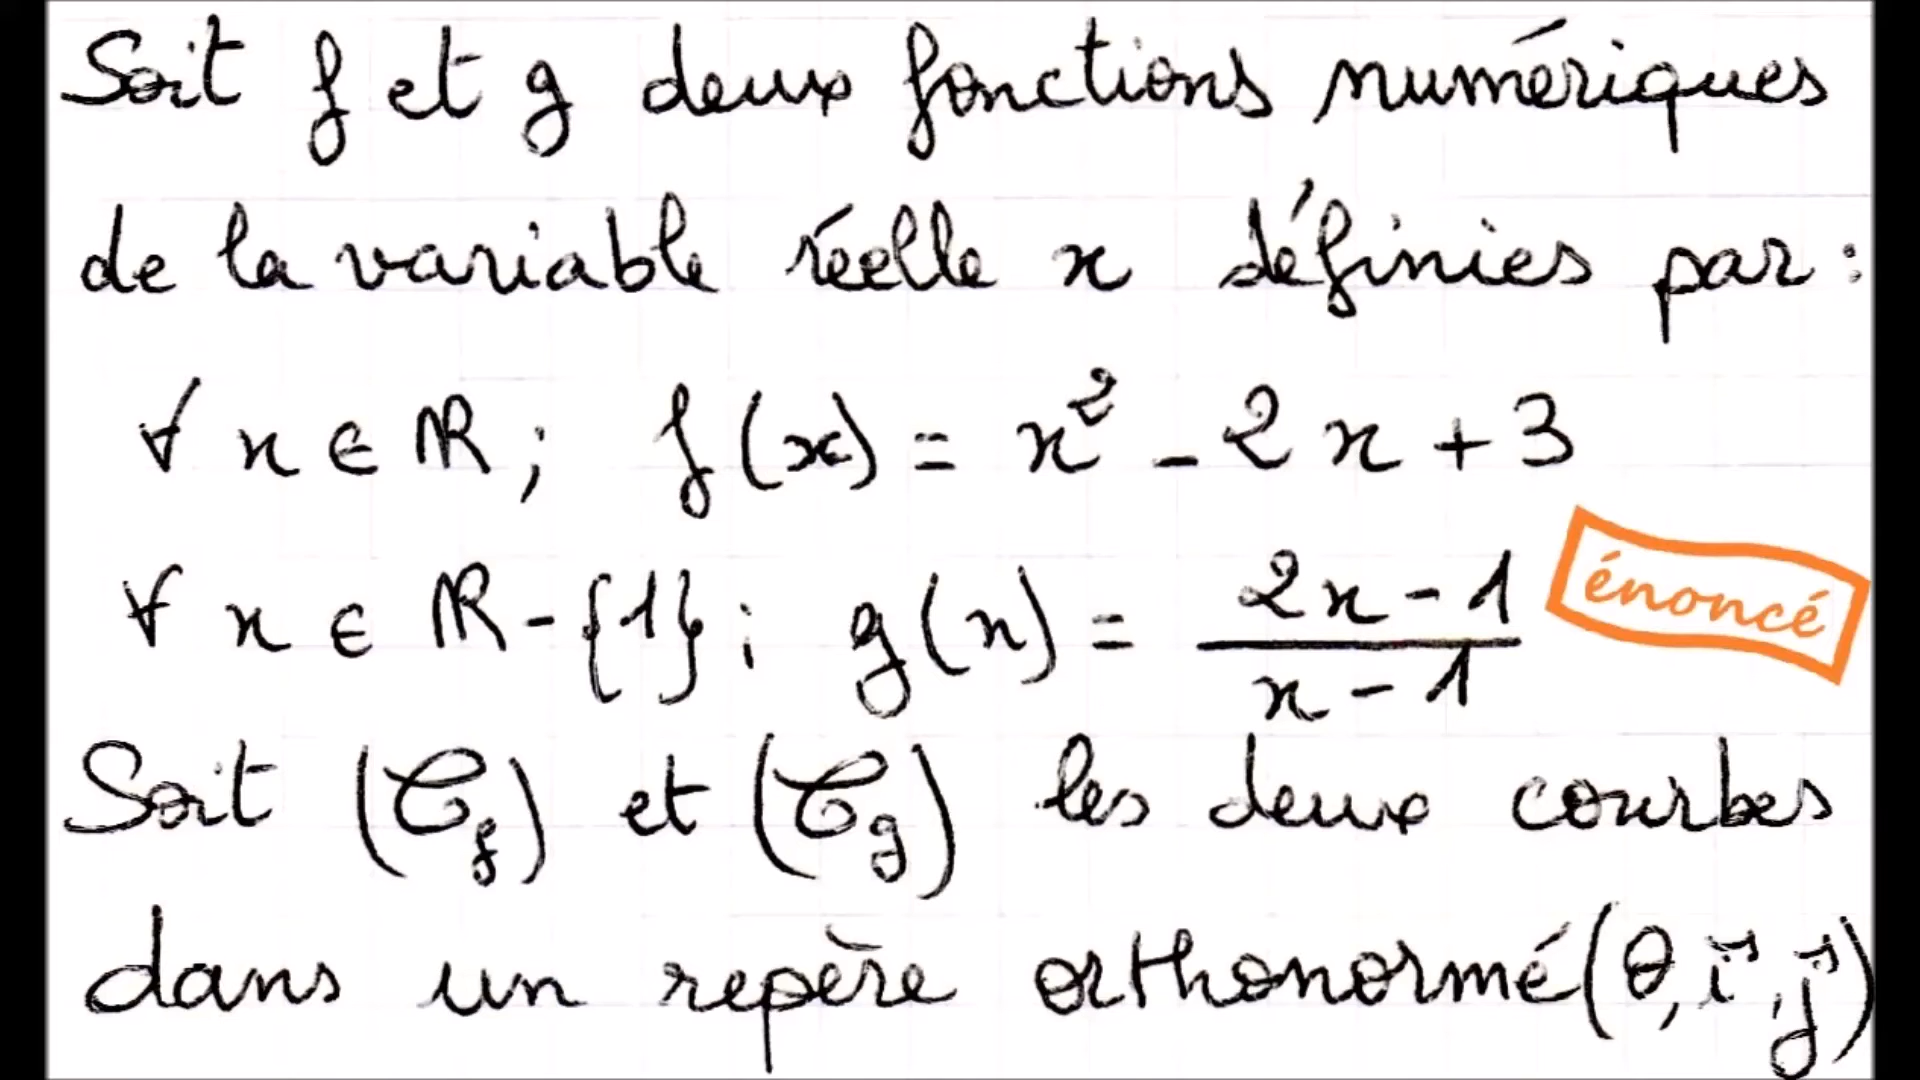 Soit f et g deux fonctions numériques
de la variable réelle x définies par :
∀ x ∈ ℝ ; f(x) = x² - 2x + 3
∀ x ∈ ℝ - {1} ; g(x) = (2x - 1)/(x - 1)
énoncé
Soit (𝒞f) et (𝒞g) les deux courbes
dans un repère orthonormé (O, i⃗, j⃗)